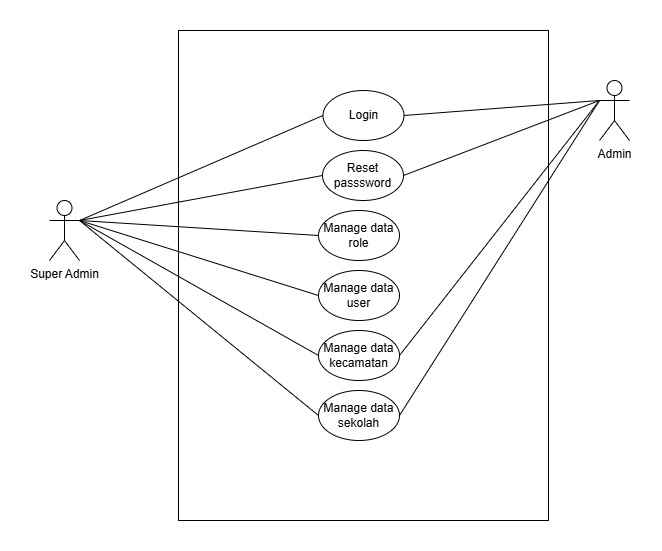 Login
Reset
passsword
Manage data
role
Manage data
user
Manage data
kecamatan
Manage data
sekolah
Super Admin
Admin